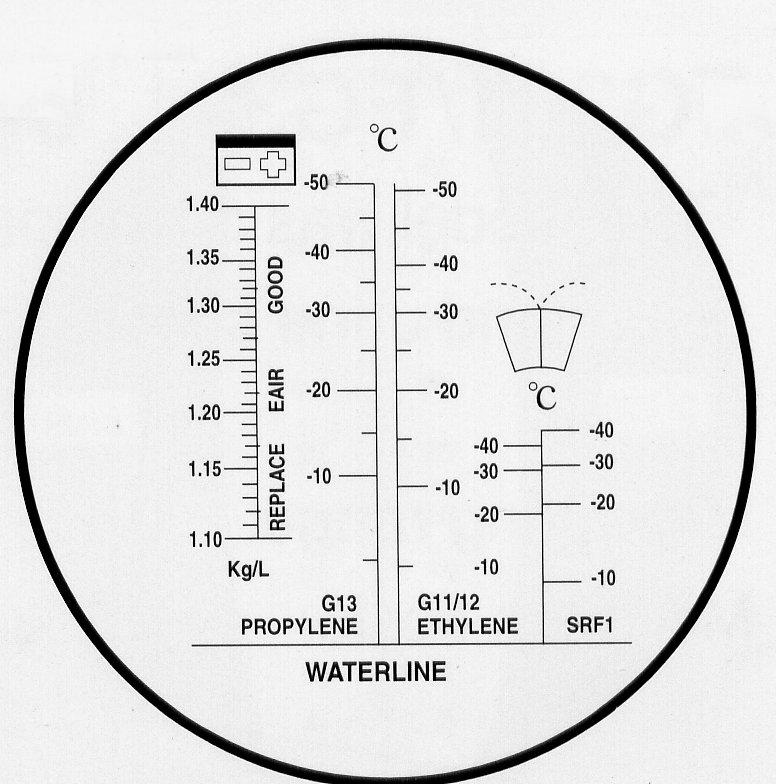 °C
1.40
1.35
1.30
1.25
1.20
1.15
1.10
Kg/L
GOOD
EAIR
REPLACE
-50
-40
-30
-20
-10
G13
PROPYLENE
-50
-40
-30
-20
-10
G11/12
ETHYLENE
°C
-40
-30
-20
-10
-40
-30
-20
-10
SRF1
WATERLINE